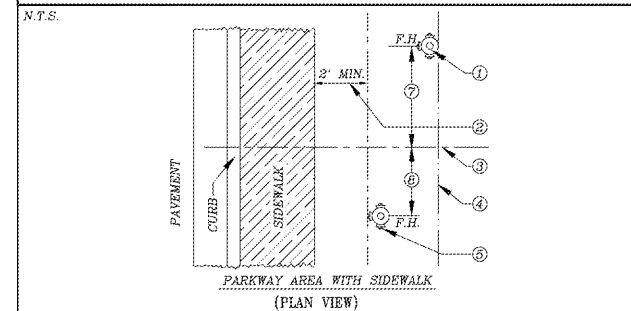 N.T.S.
F.H.
①
2' MIN.
⑦
②
③
PAVEMENT
CURB
SIDEWALK
⑧
④
F.H.
⑤
PARKWAY AREA WITH SIDEWALK
(PLAN VIEW)